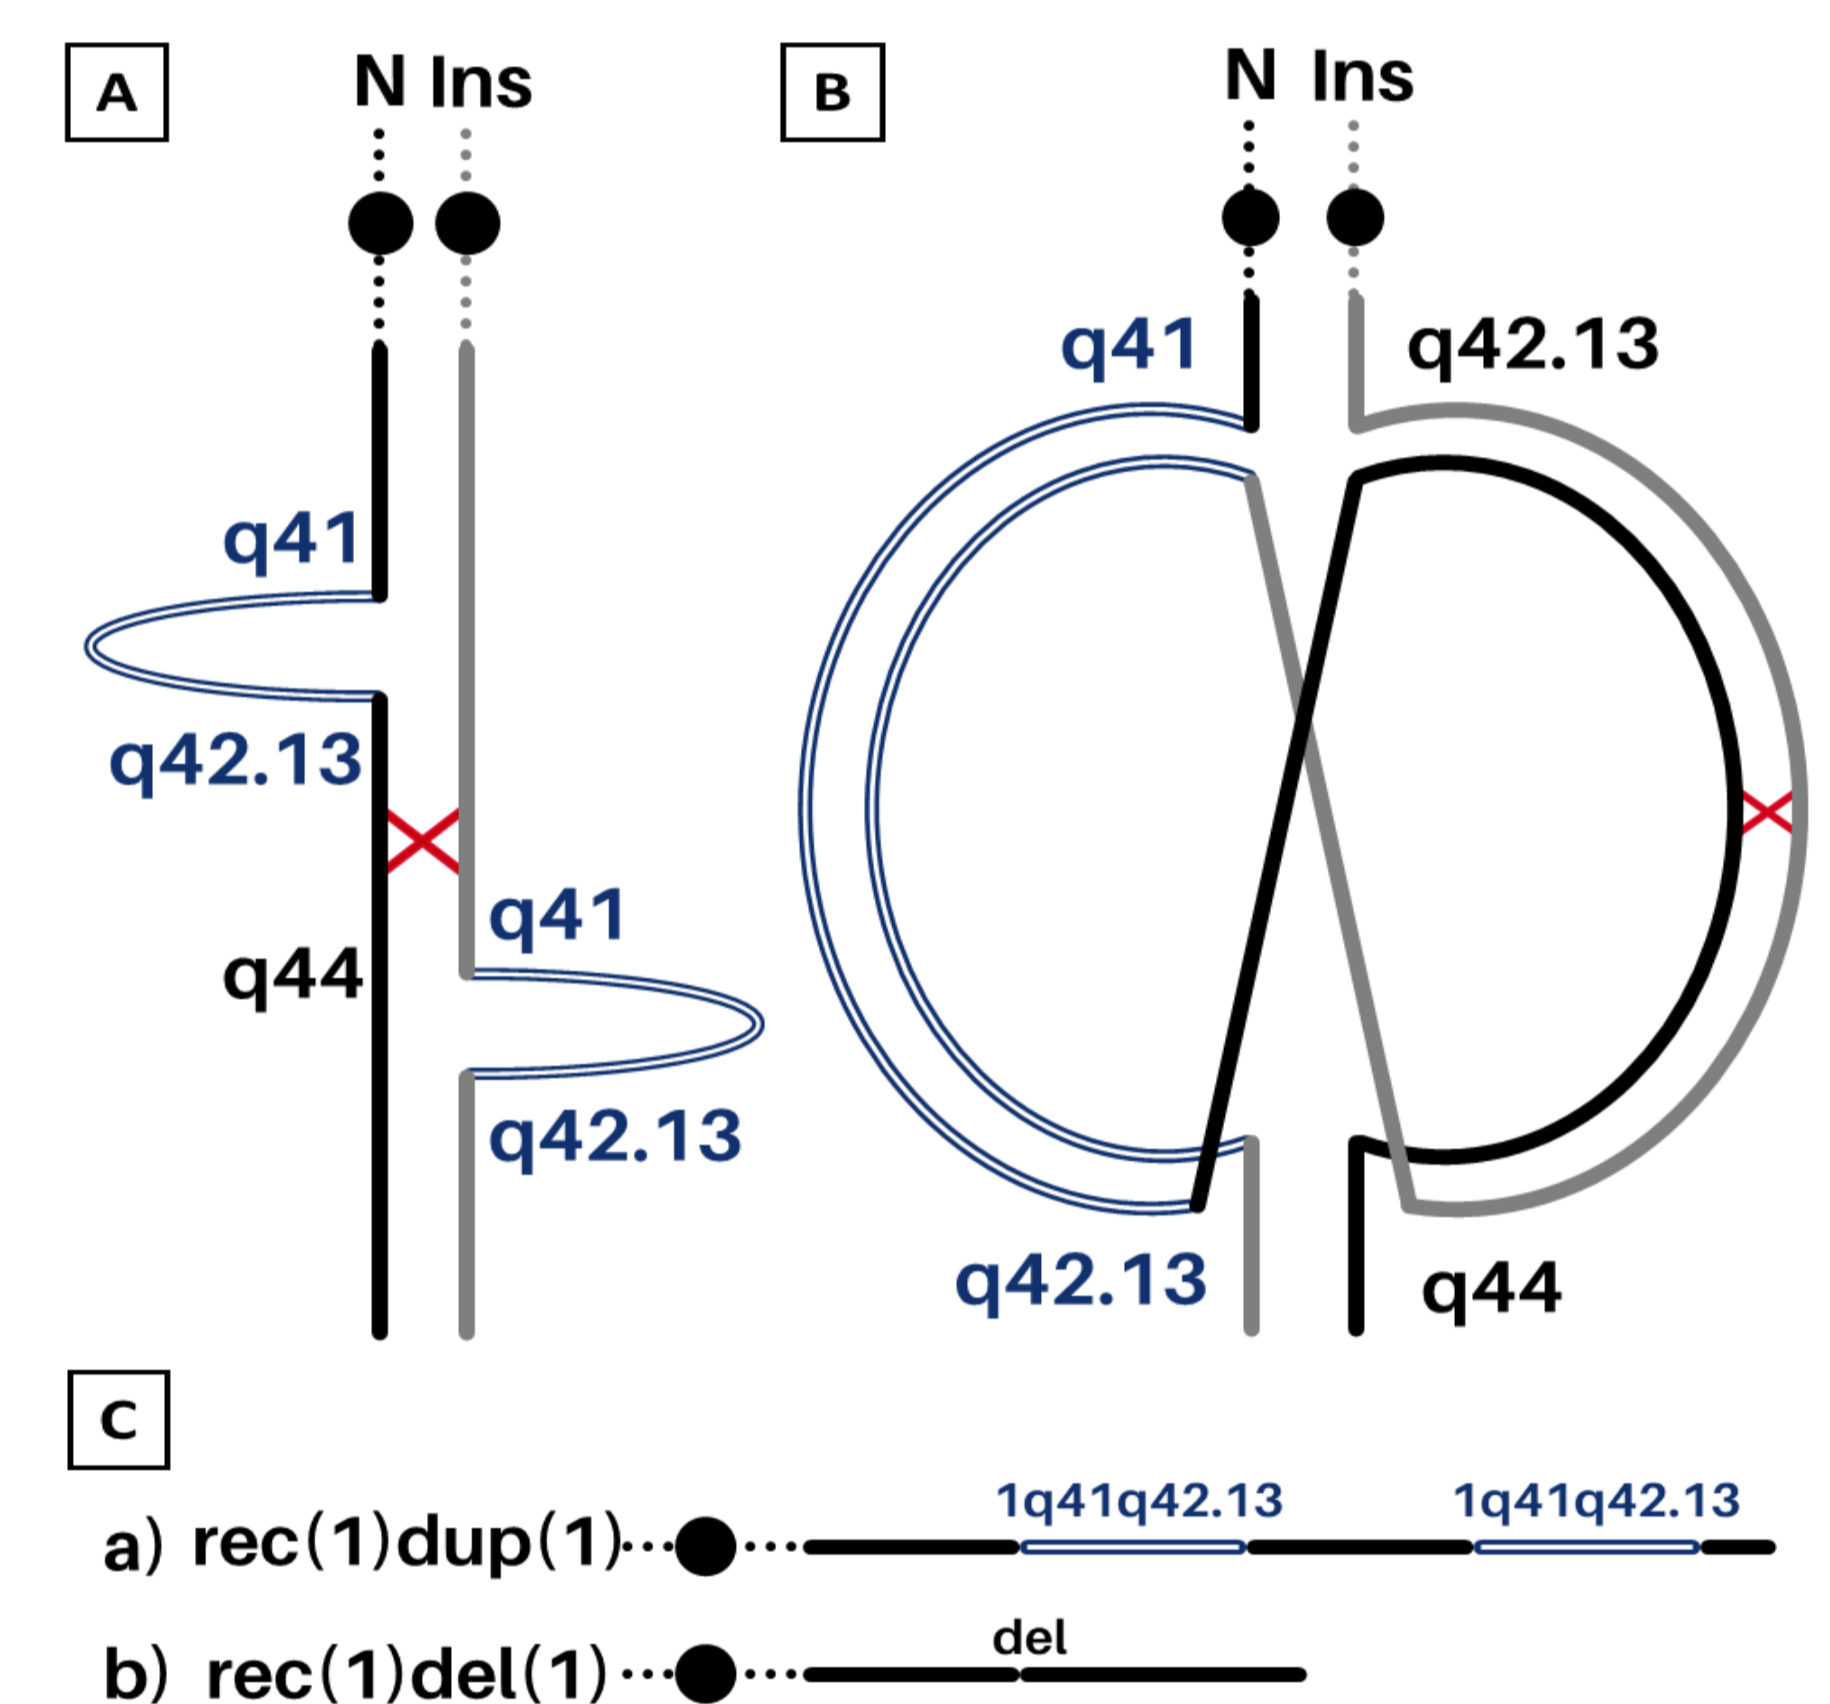 A
N Ins
q41
q42.13
q41
q44
q42.13
B
N Ins
q41 q42.13
q42.13 q44
C
1q41q42.13 1q41q42.13
a) rec(1)dup(1)
del
b) rec(1)del(1)